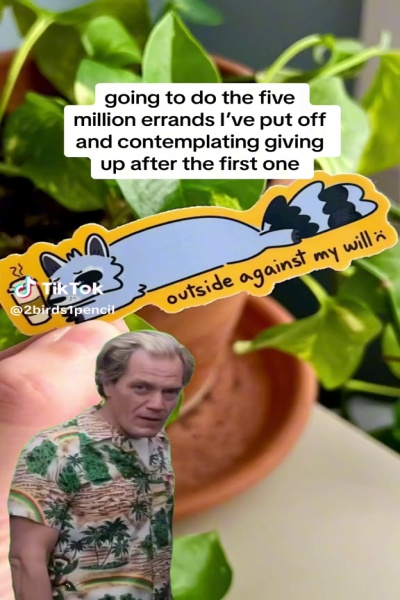 going to do the five
million errands I've put off
and contemplating giving
up after the first one
outside against my will
TikTok
@2birds1pencil